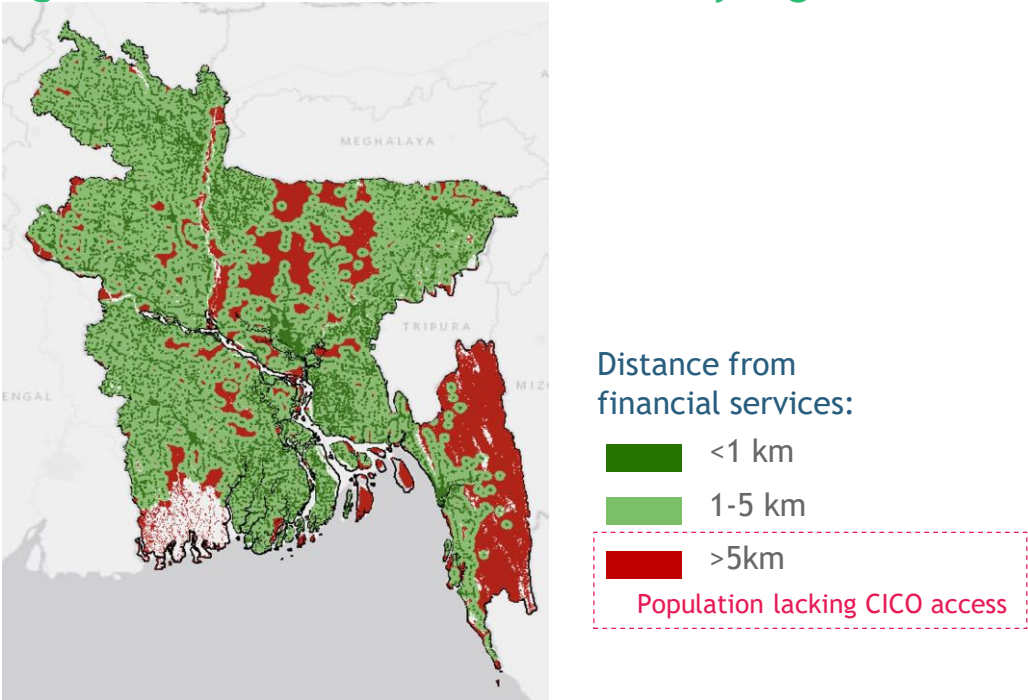 MEGHALAYA
TRIPURA
ENGAL
MIZ
Distance from
financial services:
<1 km
1-5 km
>5km
Population lacking CICO access